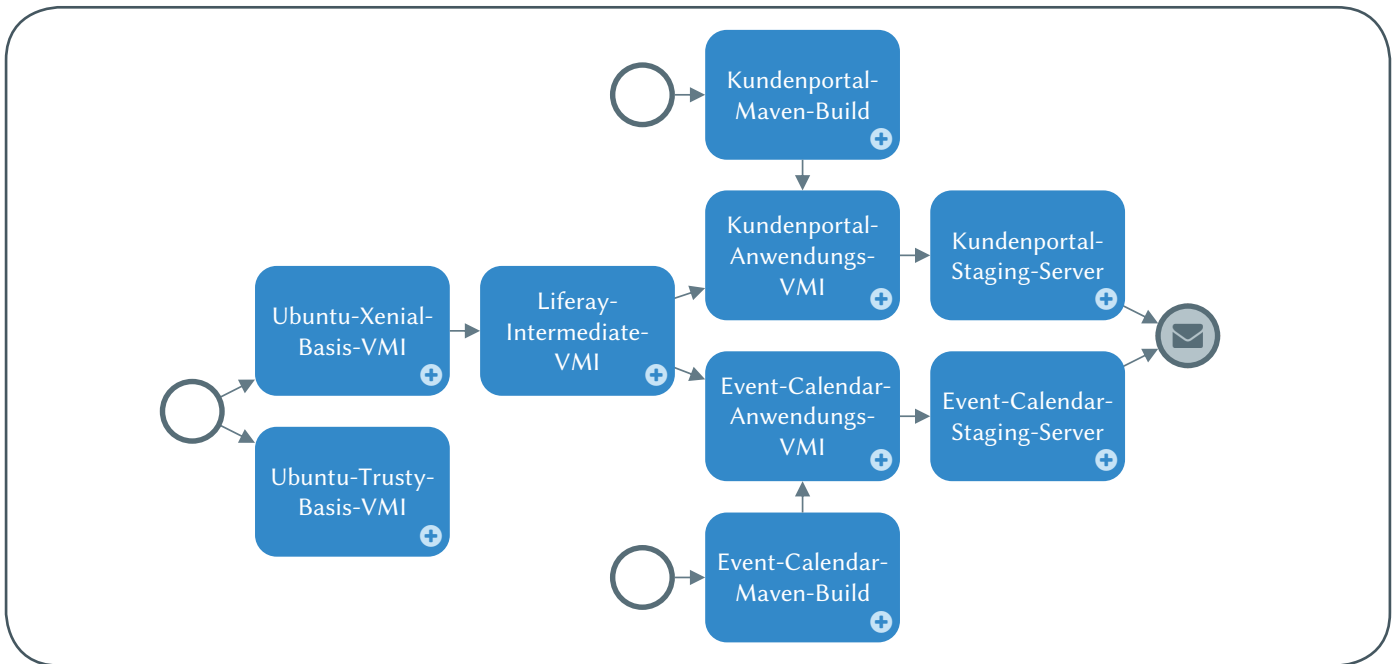 Kundenportal-
Maven-Build
Kundenportal-
Anwendungs-
VMI
Kundenportal-
Staging-Server
Ubuntu-Xenial-
Basis-VMI
Liferay-
Intermediate-
VMI
Event-Calendar-
Anwendungs-
VMI
Event-Calendar-
Staging-Server
Ubuntu-Trusty-
Basis-VMI
Event-Calendar-
Maven-Build